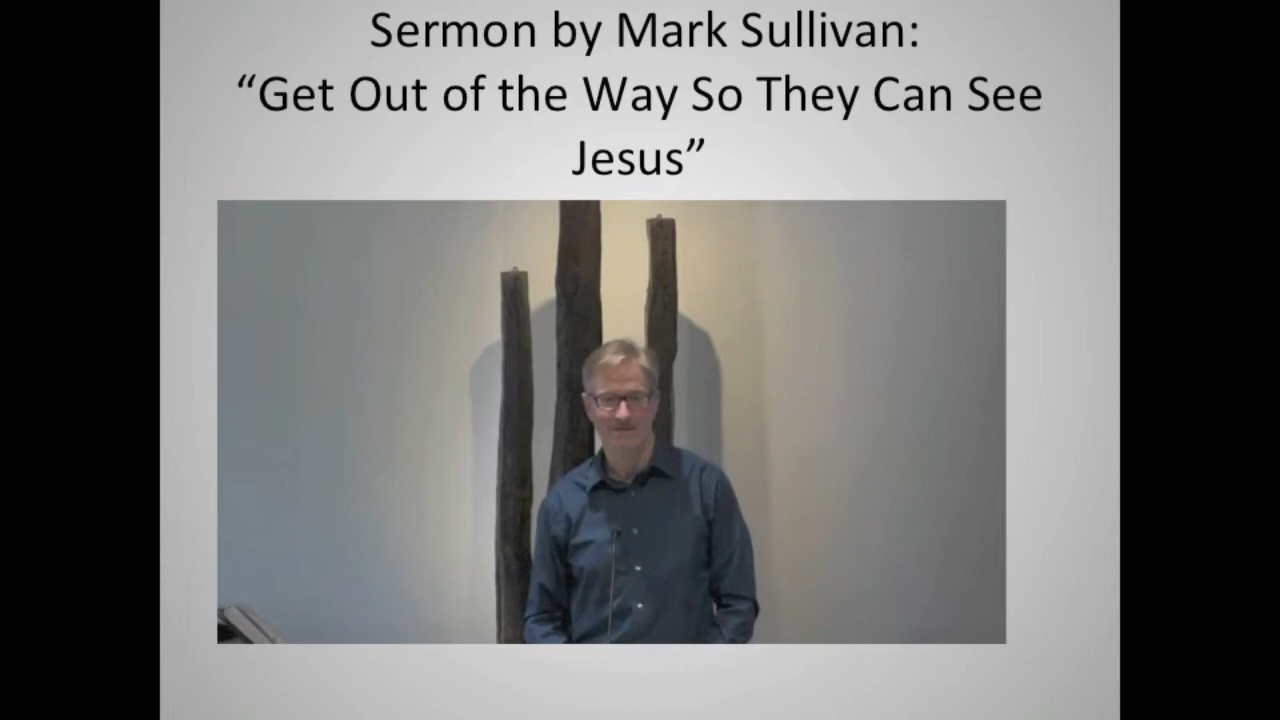 Sermon by Mark Sullivan:
“Get Out of the Way So They Can See
Jesus”